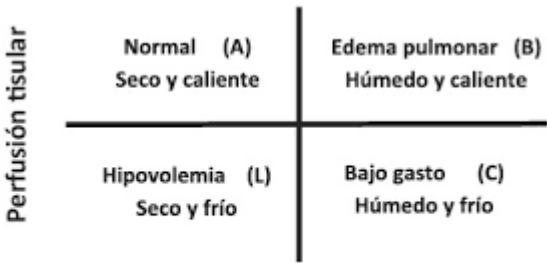 Perfusión tisular
Normal (A)
Seco y caliente
Edema pulmonar (B)
Húmedo y caliente
Hipovolemia (L)
Seco y frío
Bajo gasto (C)
Húmedo y frío